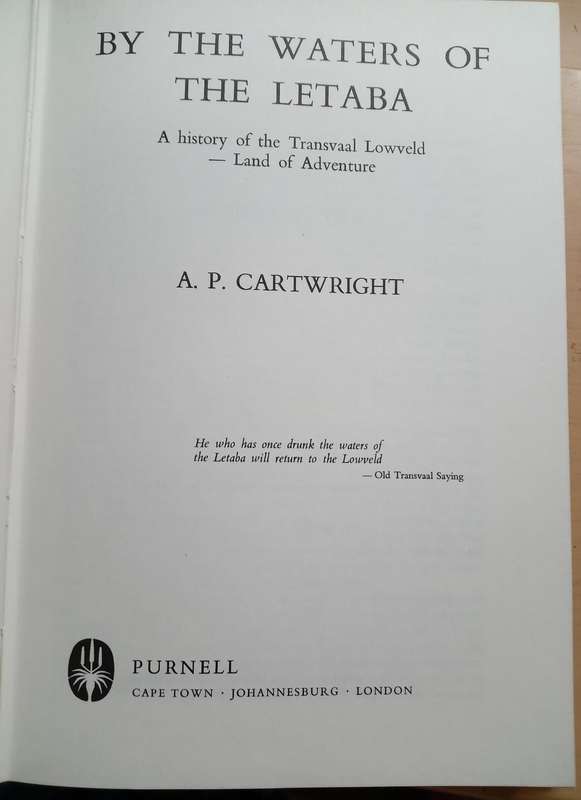 BY THE WATERS OF
THE LETABA
A history of the Transvaal Lowveld
— Land of Adventure
A. P. CARTWRIGHT
He who has once drunk the waters of
the Letaba will return to the Lowveld
— Old Transvaal Saying
PURNELL
CAPE TOWN · JOHANNESBURG · LONDON